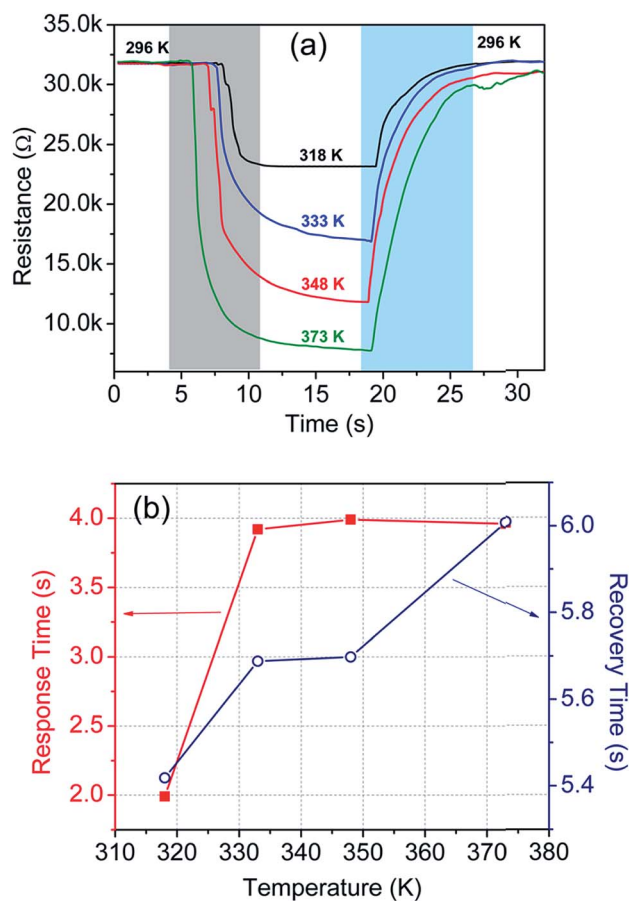 (a)
35.0k
30.0k
25.0k
20.0k
15.0k
10.0k
Resistance (Ω)
296 K
296 K
318 K
333 K
348 K
373 K
0 5 10 15 20 25 30
Time (s)
(b)
4.0
3.5
3.0
2.5
2.0
Response Time (s)
6.0
5.8
5.6
5.4
Recovery Time (s)
310 320 330 340 350 360 370 380
Temperature (K)